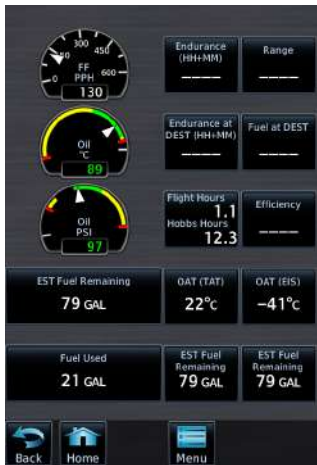 300
150
450
FF
PPH
0
600
130
Endurance
(HH+MM)
----
Range
----
Oil
°C
89
Endurance at
DEST (HH+MM)
----
Fuel at DEST
----
Oil
PSI
97
Flight Hours
1.1
Hobbs Hours
12.3
Efficiency
----
EST Fuel Remaining
79 GAL
OAT (TAT)
22°C
OAT (EIS)
-41°C
Fuel Used
21 GAL
EST Fuel
Remaining
79 GAL
EST Fuel
Remaining
79 GAL
Back
Home
Menu